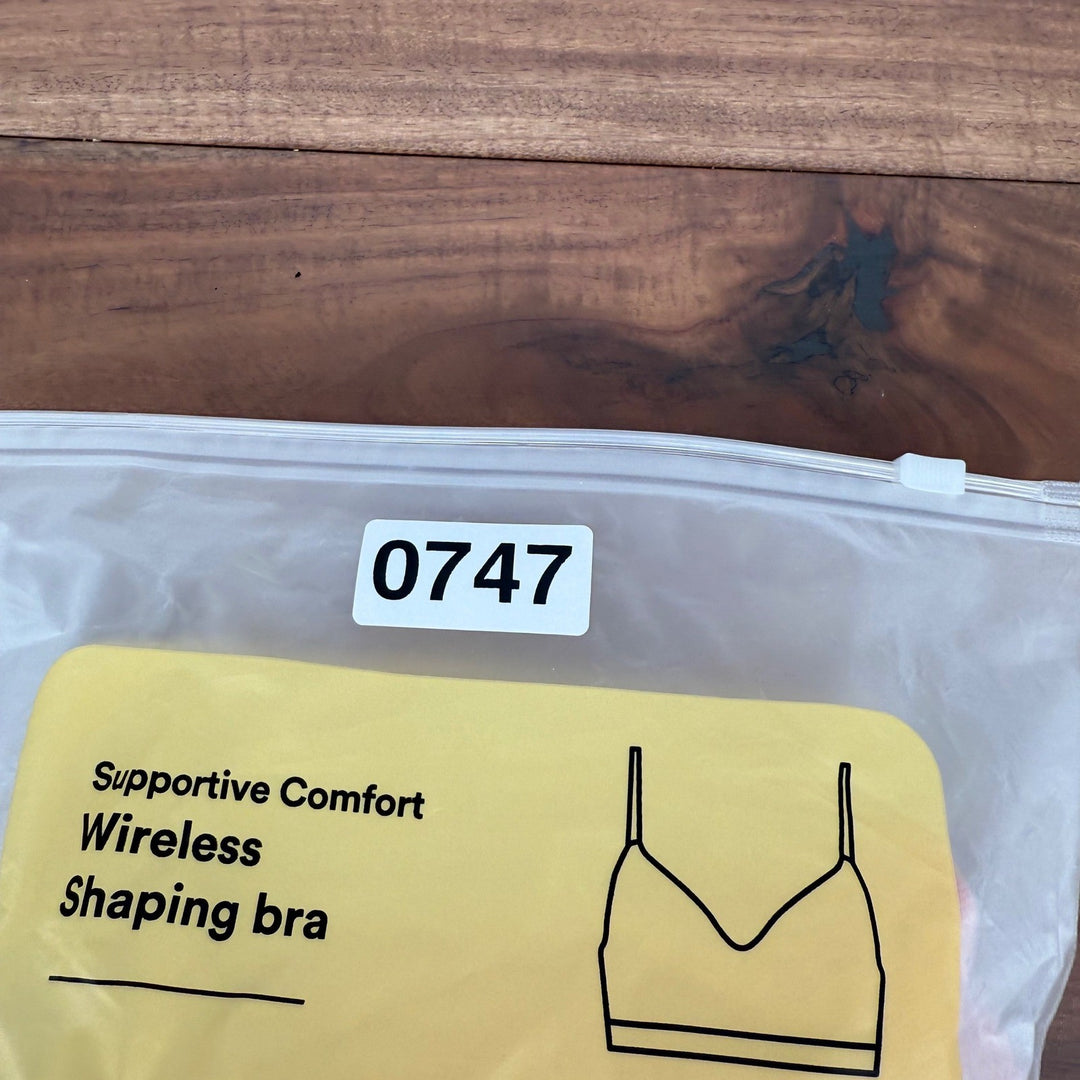 0747
Supportive Comfort
Wireless
Shaping bra